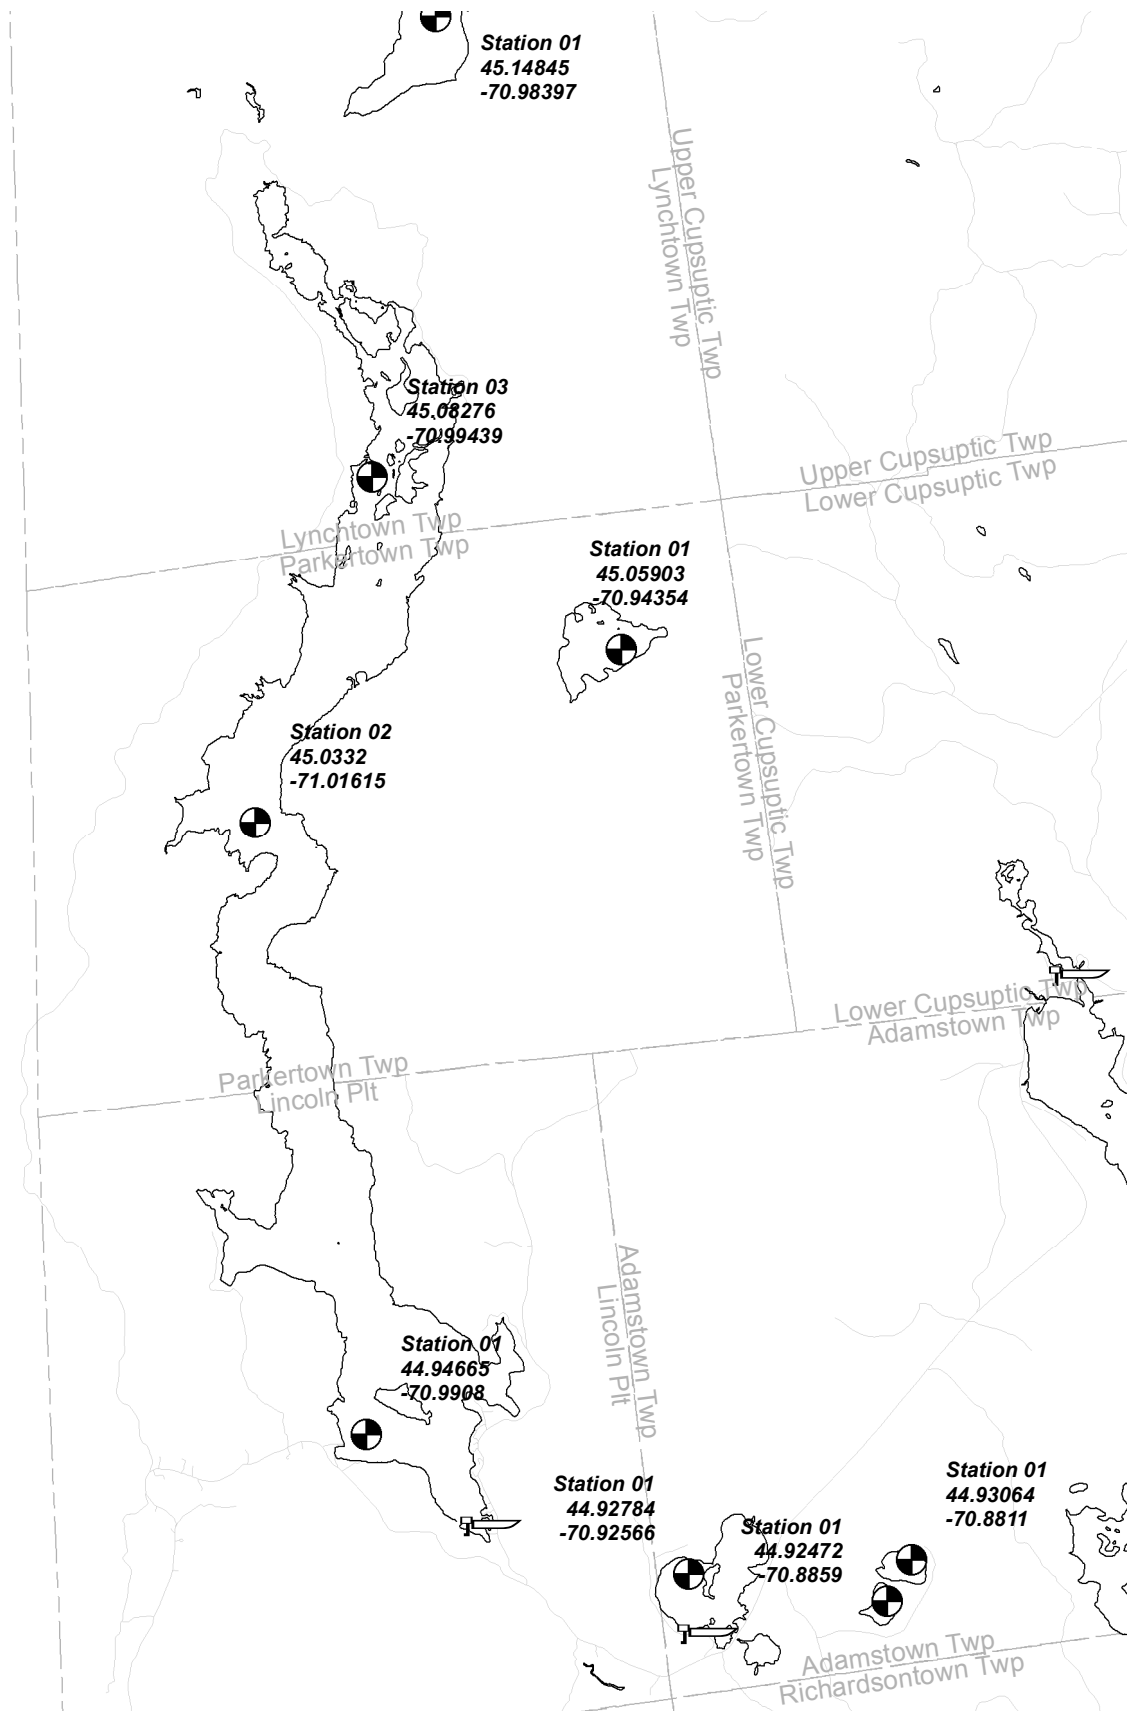 Station 01
45.14845
-70.98397
Upper Cupsuptic Twp
Lynchtown Twp
Station 03
45.08276
-70.99439
Upper Cupsuptic Twp
Lower Cupsuptic Twp
Lynchtown Twp
Parkertown Twp
Station 01
45.05903
-70.94354
Lower Cupsuptic Twp
Parkertown Twp
Station 02
45.0332
-71.01615
Lower Cupsuptic Twp
Adamstown Twp
Parkertown Twp
Lincoln Plt
Adamstown Twp
Lincoln Plt
Station 01
44.94665
-70.9908
Station 01
44.92784
-70.92566
Station 01
44.92472
-70.8859
Station 01
44.93064
-70.8811
Adamstown Twp
Richardsontown Twp